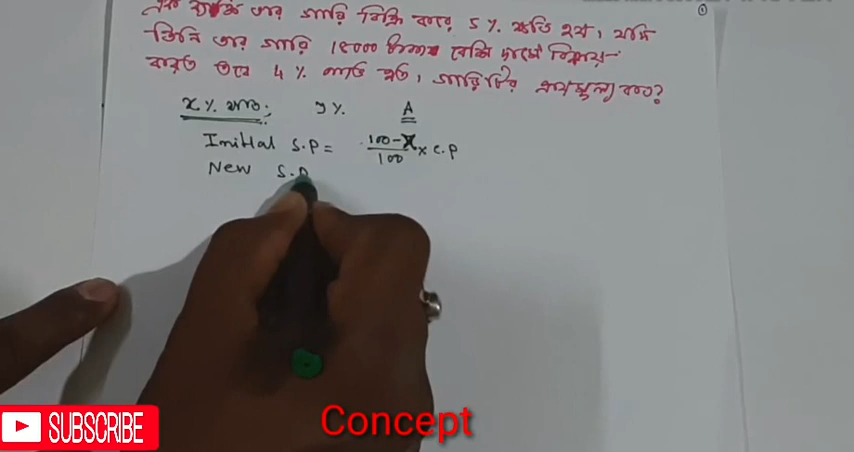 এক ব্যক্তি তার গাড়ি বিক্রি করে 5 % ক্ষতি হয়, যদি
তিনি তার গাড়ি 15000 টাকায় বেশি দামে বিক্রয়
করত তবে 4 % লাভ হত, গাড়িটির ক্রয়মূল্য কত?
x % ক্ষতি; y %. A
Initial S.P = 100-x/100 x C.P
New S.P
SUBSCRIBE
Concept